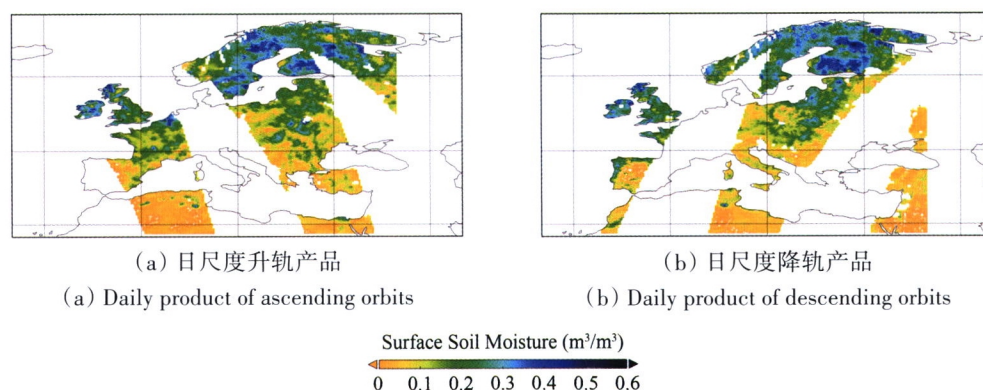 (a) 日尺度升轨产品
(a) Daily product of ascending orbits
(b) 日尺度降轨产品
(b) Daily product of descending orbits
Surface Soil Moisture (m³/m³)
0 0.1 0.2 0.3 0.4 0.5 0.6